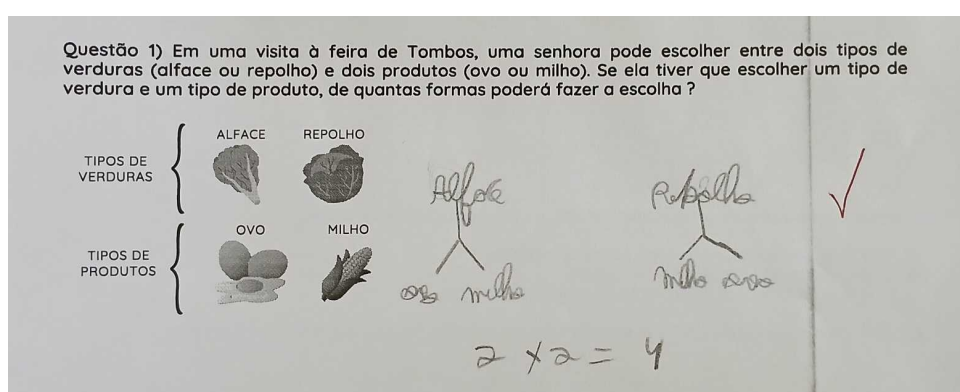 Questão 1) Em uma visita à feira de Tombos, uma senhora pode escolher entre dois tipos de
verduras (alface ou repolho) e dois produtos (ovo ou milho). Se ela tiver que escolher um tipo de
verdura e um tipo de produto, de quantas formas poderá fazer a escolha ?
ALFACE REPOLHO
TIPOS DE
VERDURAS
OVO MILHO
TIPOS DE
PRODUTOS
Alface Repolho
milho
milho ovo
2 x 2 = 4